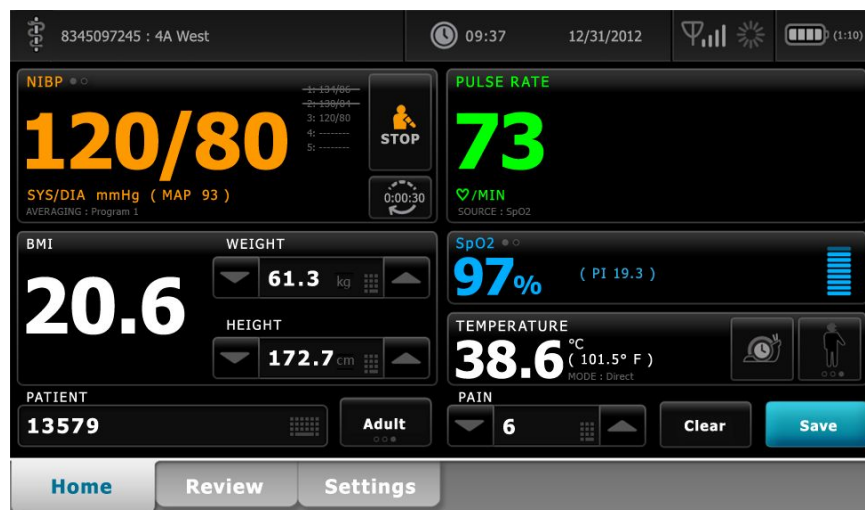 8345097245 : 4A West
09:37
12/31/2012
(1:10)
NIBP
1: 134/86
2: 130/84
3: 120/80
4: --------
5: --------
120/80
STOP
SYS/DIA mmHg ( MAP 93 )
AVERAGING : Program 1
0:00:30
PULSE RATE
73
/MIN
SOURCE : SpO2
BMI
20.6
WEIGHT
61.3 kg
HEIGHT
172.7 cm
SpO2
97%
( PI 19.3 )
TEMPERATURE
38.6 °C
( 101.5° F )
MODE : Direct
PATIENT
13579
Adult
PAIN
6
Clear
Save
Home
Review
Settings